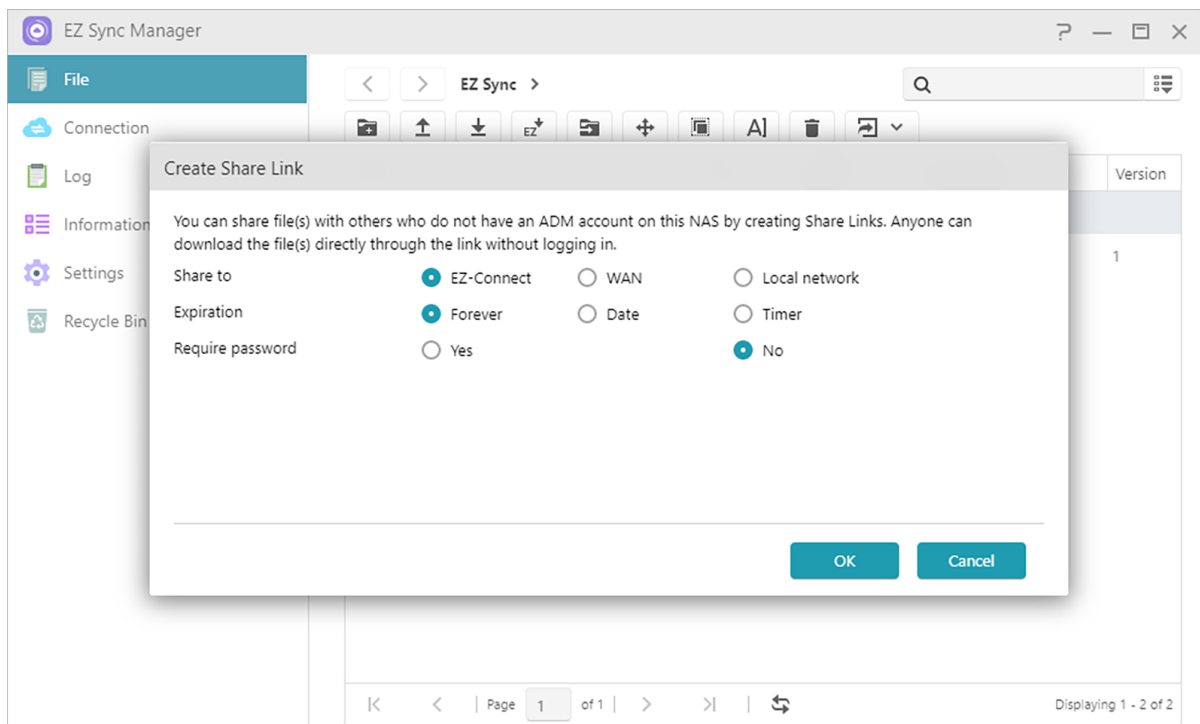 EZ Sync Manager
File
Connection
Log
Information
Settings
Recycle Bin
EZ Sync
EZ
A]
Version
1
Create Share Link
You can share file(s) with others who do not have an ADM account on this NAS by creating Share Links. Anyone can
download the file(s) directly through the link without logging in.
Share to EZ-Connect WAN Local network
Expiration Forever Date Timer
Require password Yes No
OK Cancel
Page 1 of 1 Displaying 1 - 2 of 2